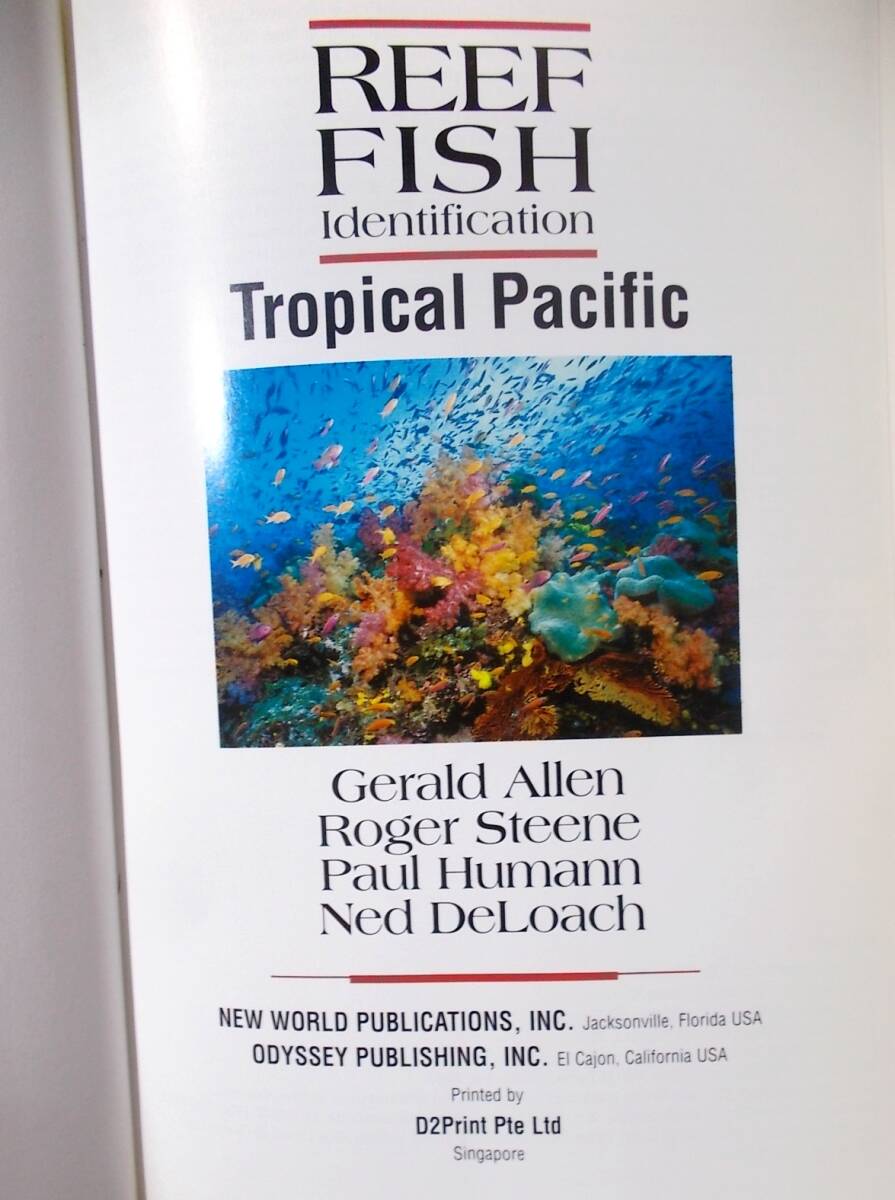 REEF
FISH
Identification
Tropical Pacific
Gerald Allen
Roger Steene
Paul Humann
Ned DeLoach
NEW WORLD PUBLICATIONS, INC. Jacksonville, Florida USA
ODYSSEY PUBLISHING, INC. El Cajon, California USA
Printed by
D2Print Pte Ltd
Singapore